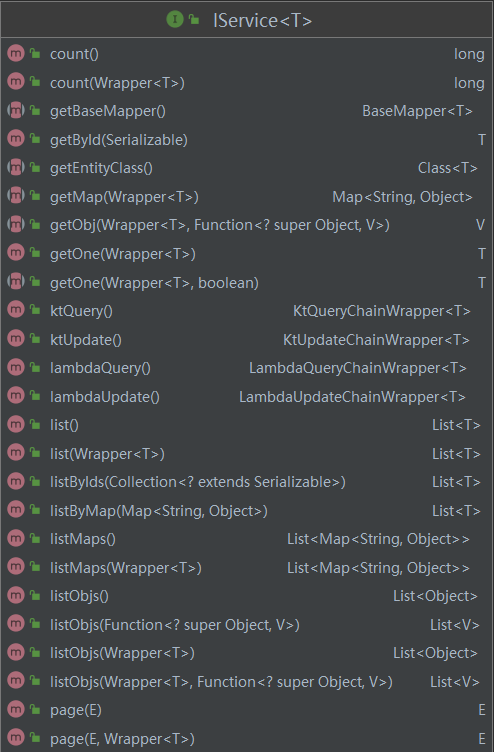 I IService<T>
m count() long
m count(Wrapper<T>) long
m getBaseMapper() BaseMapper<T>
m getById(Serializable) T
m getEntityClass() Class<T>
m getMap(Wrapper<T>) Map<String, Object>
m getObj(Wrapper<T>, Function<? super Object, V>) V
m getOne(Wrapper<T>) T
m getOne(Wrapper<T>, boolean) T
m ktQuery() KtQueryChainWrapper<T>
m ktUpdate() KtUpdateChainWrapper<T>
m lambdaQuery() LambdaQueryChainWrapper<T>
m lambdaUpdate() LambdaUpdateChainWrapper<T>
m list() List<T>
m list(Wrapper<T>) List<T>
m listByIds(Collection<? extends Serializable>) List<T>
m listByMap(Map<String, Object>) List<T>
m listMaps() List<Map<String, Object>>
m listMaps(Wrapper<T>) List<Map<String, Object>>
m listObjs() List<Object>
m listObjs(Function<? super Object, V>) List<V>
m listObjs(Wrapper<T>) List<Object>
m listObjs(Wrapper<T>, Function<? super Object, V>) List<V>
m page(E) E
m page(E, Wrapper<T>) E